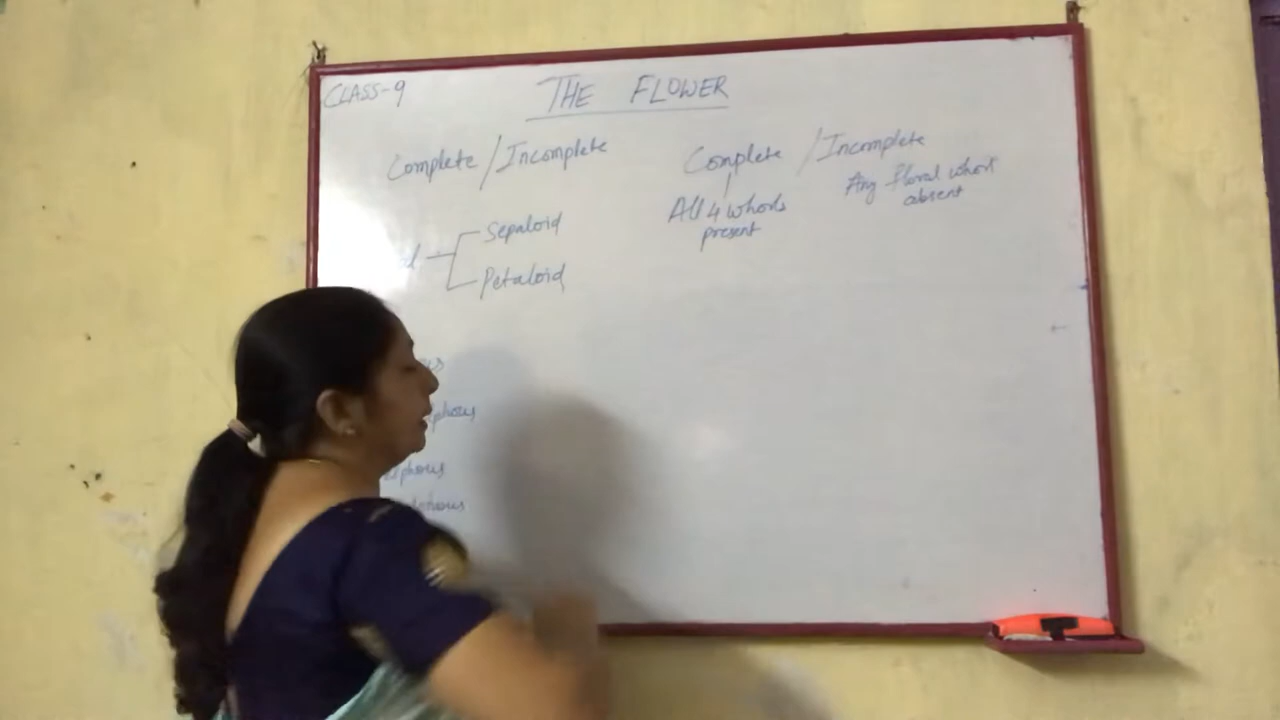 CLASS-9
THE FLOWER
Complete / Incomplete
Sepaloid
Petaloid
Complete / Incomplete
All 4 whorls
present
Any floral whorl
absent